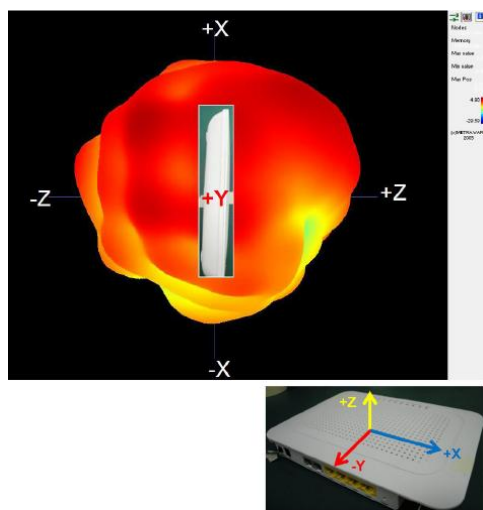 +X
Nodes
Memory
Max value
Min value
Max Pos
-Z
+Y
+Z
-X
+Z
+X
-Y